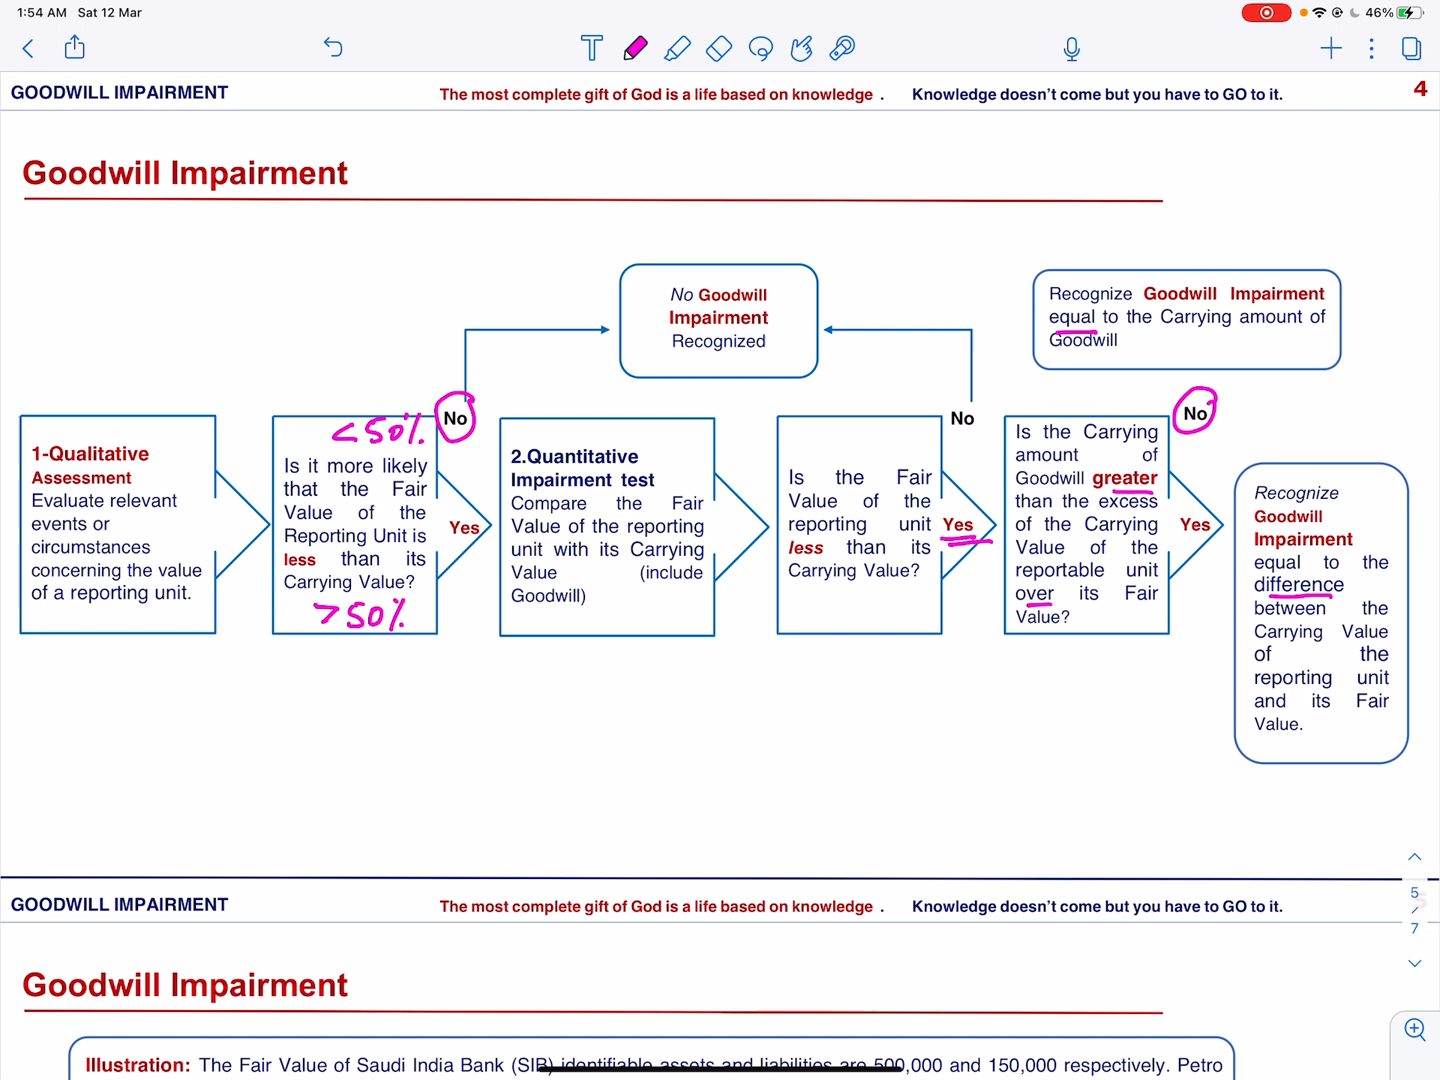 1:54 AM Sat 12 Mar
46%
GOODWILL IMPAIRMENT
The most complete gift of God is a life based on knowledge .
Knowledge doesn't come but you have to GO to it.
4
Goodwill Impairment
No Goodwill
Impairment
Recognized
Recognize Goodwill Impairment
equal to the Carrying amount of
Goodwill
1-Qualitative
Assessment
Evaluate relevant
events or
circumstances
concerning the value
of a reporting unit.
<50%
Is it more likely
that the Fair
Value of the
Reporting Unit is
less than its
Carrying Value?
>50%
No
Yes
2.Quantitative
Impairment test
Compare the Fair
Value of the reporting
unit with its Carrying
Value (include
Goodwill)
Is the Fair
Value of the
reporting unit
less than its
Carrying Value?
No
Yes
Is the Carrying
amount of
Goodwill greater
than the excess
of the Carrying
Value of the
reportable unit
over its Fair
Value?
No
Yes
Recognize
Goodwill
Impairment
equal to the
difference
between the
Carrying Value
of the
reporting unit
and its Fair
Value.
GOODWILL IMPAIRMENT
The most complete gift of God is a life based on knowledge .
Knowledge doesn't come but you have to GO to it.
5
/
7
Goodwill Impairment
Illustration: The Fair Value of Saudi India Bank (SIB) identifiable assets and liabilities are 500,000 and 150,000 respectively. Petro